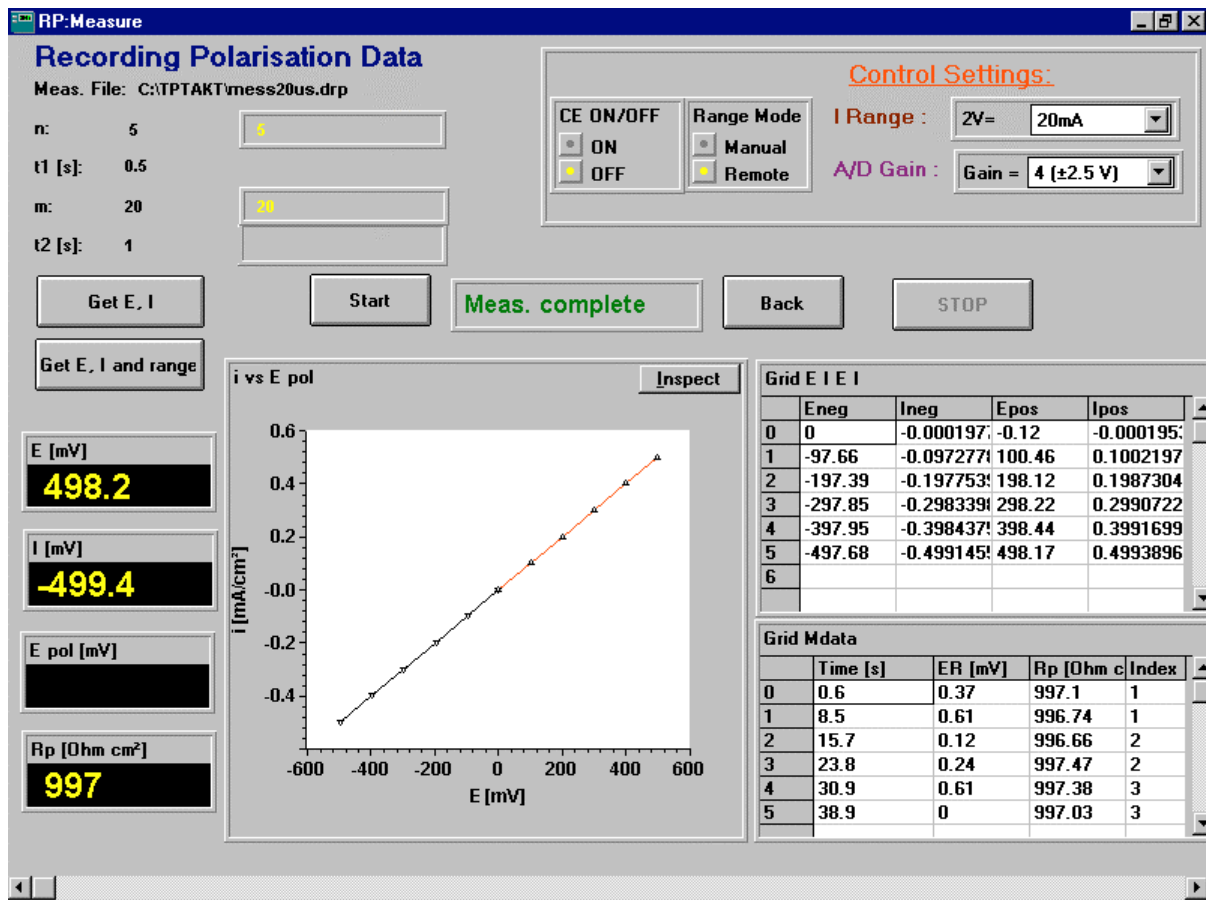 RP:Measure
Recording Polarisation Data
Meas. File: C:\TPTAKT\mess20us.drp
n: 5 5
t1 [s]: 0.5
m: 20 20
t2 [s]: 1
Control Settings:
CE ON/OFF
ON
OFF
Range Mode
Manual
Remote
I Range : 2V= 20mA
A/D Gain : Gain = 4 (±2.5 V)
Get E, I
Start
Meas. complete
Back
STOP
Get E, I and range
E [mV]
498.2
I [mV]
-499.4
E pol [mV]
Rp [Ohm cm²]
997
i vs E pol
Inspect
i [mA/cm²]
0.6
0.4
0.2
-0.0
-0.2
-0.4
-600 -400 -200 0 200 400 600
E [mV]
Grid E I E I
Eneg Ineg Epos Ipos
0 0 -0.000197 -0.12 -0.000195
1 -97.66 -0.097277 100.46 0.1002197
2 -197.39 -0.197753 198.12 0.1987304
3 -297.85 -0.298339 298.22 0.2990722
4 -397.95 -0.398437 398.44 0.3991699
5 -497.68 -0.499145 498.17 0.4993896
6
Grid Mdata
Time [s] ER [mV] Rp [Ohm c Index
0 0.6 0.37 997.1 1
1 8.5 0.61 996.74 1
2 15.7 0.12 996.66 2
3 23.8 0.24 997.47 2
4 30.9 0.61 997.38 3
5 38.9 0 997.03 3